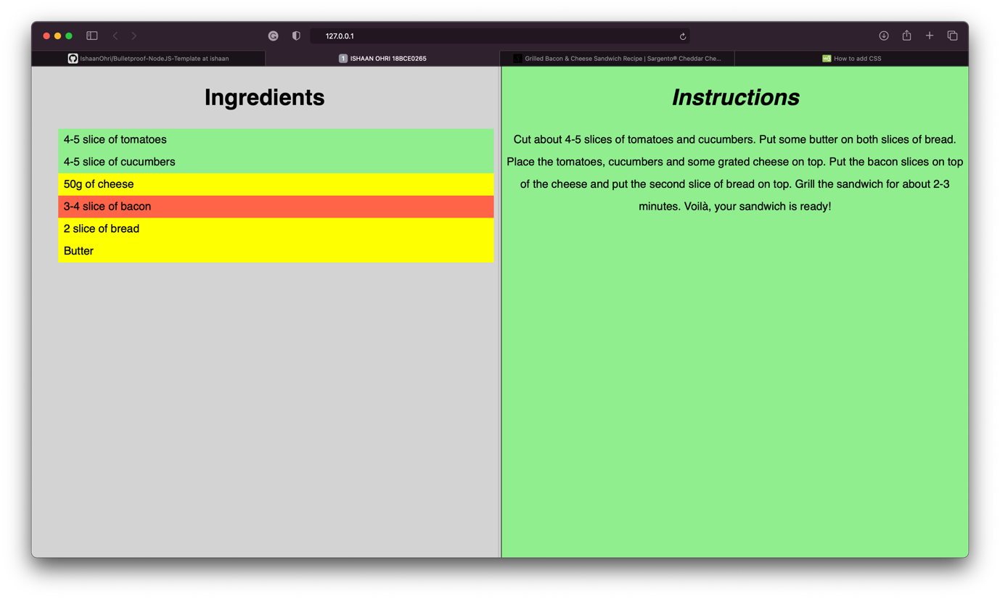 127.0.0.1
IshaanOhri/Bulletproof-NodeJS-Template at ishaan
1 ISHAAN OHRI 18BCE0265
Grilled Bacon & Cheese Sandwich Recipe | Sargento® Cheddar Che...
How to add CSS
Ingredients
4-5 slice of tomatoes
4-5 slice of cucumbers
50g of cheese
3-4 slice of bacon
2 slice of bread
Butter
Instructions
Cut about 4-5 slices of tomatoes and cucumbers. Put some butter on both slices of bread.
Place the tomatoes, cucumbers and some grated cheese on top. Put the bacon slices on top
of the cheese and put the second slice of bread on top. Grill the sandwich for about 2-3
minutes. Voilà, your sandwich is ready!